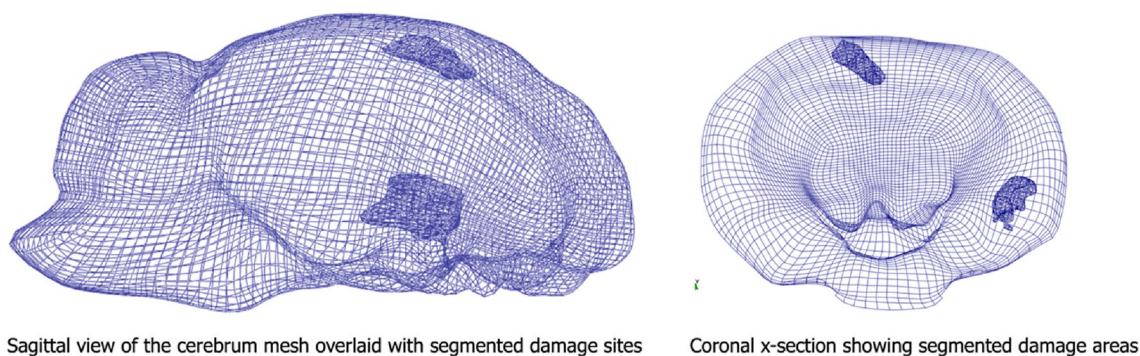 Sagittal view of the cerebrum mesh overlaid with segmented damage sites
Coronal x-section showing segmented damage areas